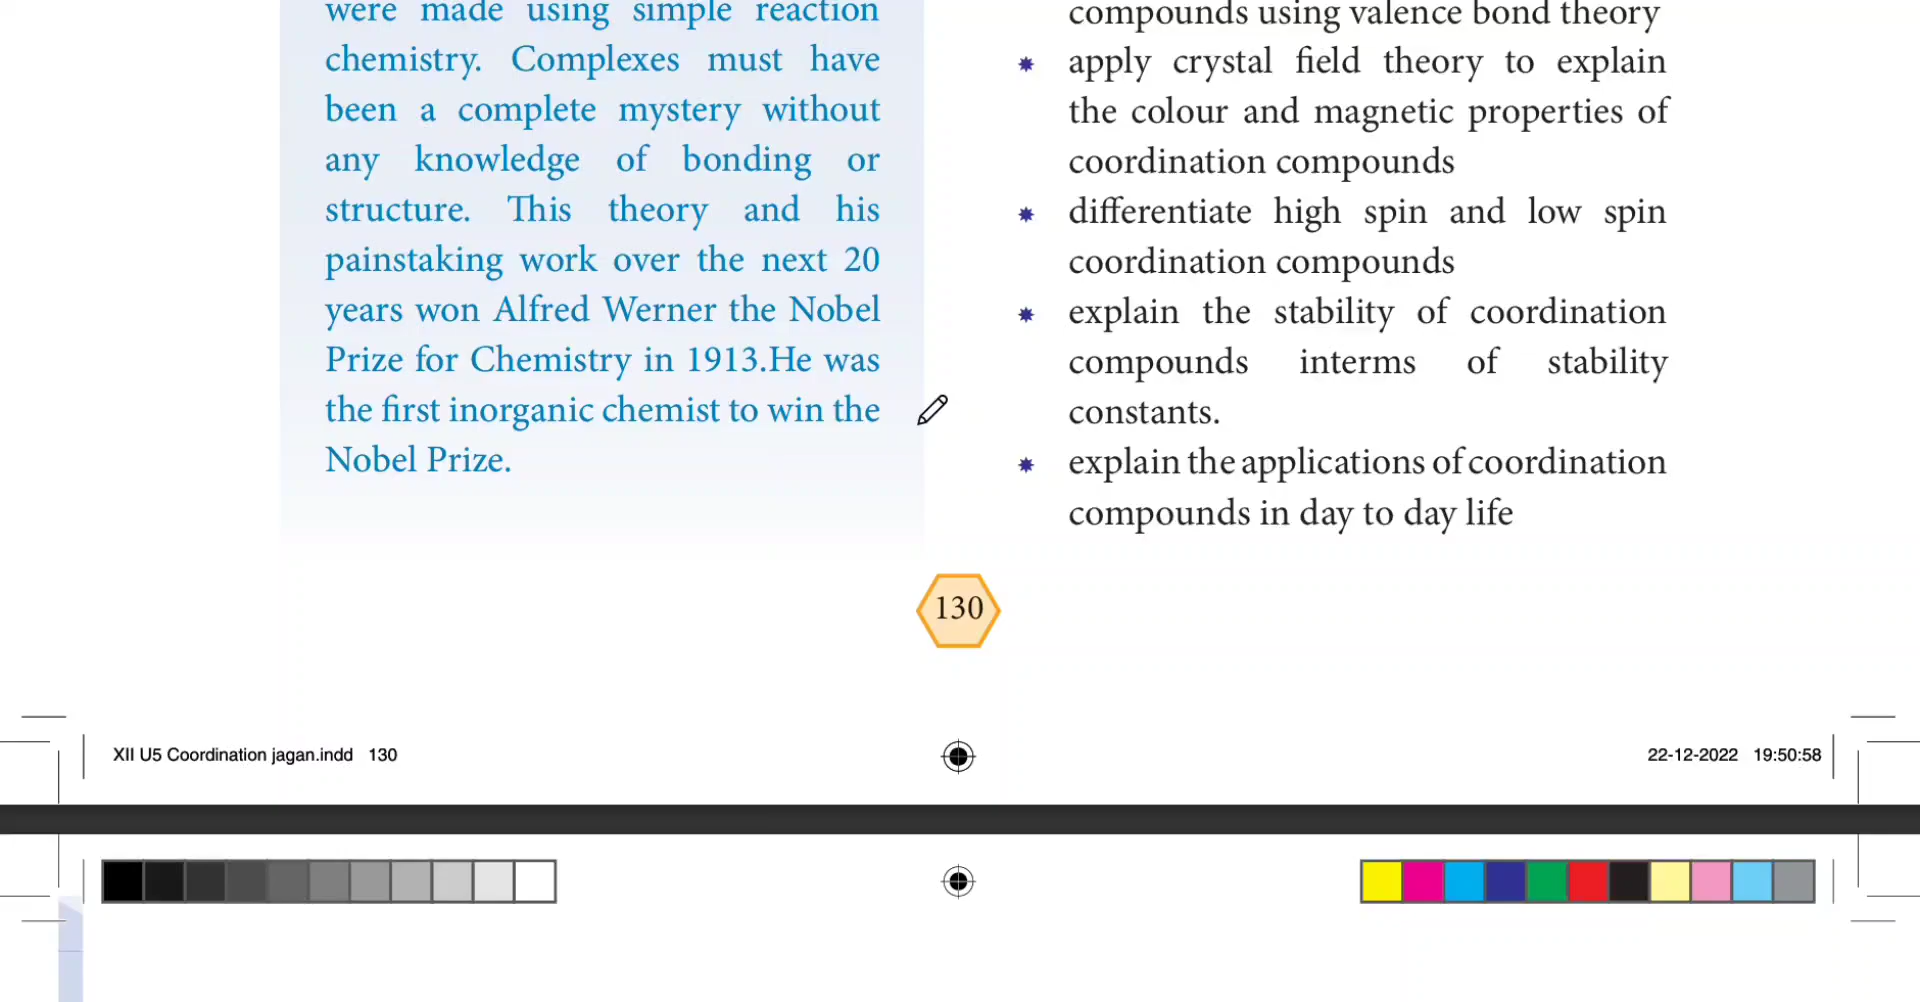 were made using simple reaction
chemistry. Complexes must have
been a complete mystery without
any knowledge of bonding or
structure. This theory and his
painstaking work over the next 20
years won Alfred Werner the Nobel
Prize for Chemistry in 1913.He was
the first inorganic chemist to win the
Nobel Prize.
compounds using valence bond theory
apply crystal field theory to explain
the colour and magnetic properties of
coordination compounds
differentiate high spin and low spin
coordination compounds
explain the stability of coordination
compounds interms of stability
constants.
explain the applications of coordination
compounds in day to day life
130
XII U5 Coordination jagan.indd 130
22-12-2022 19:50:58